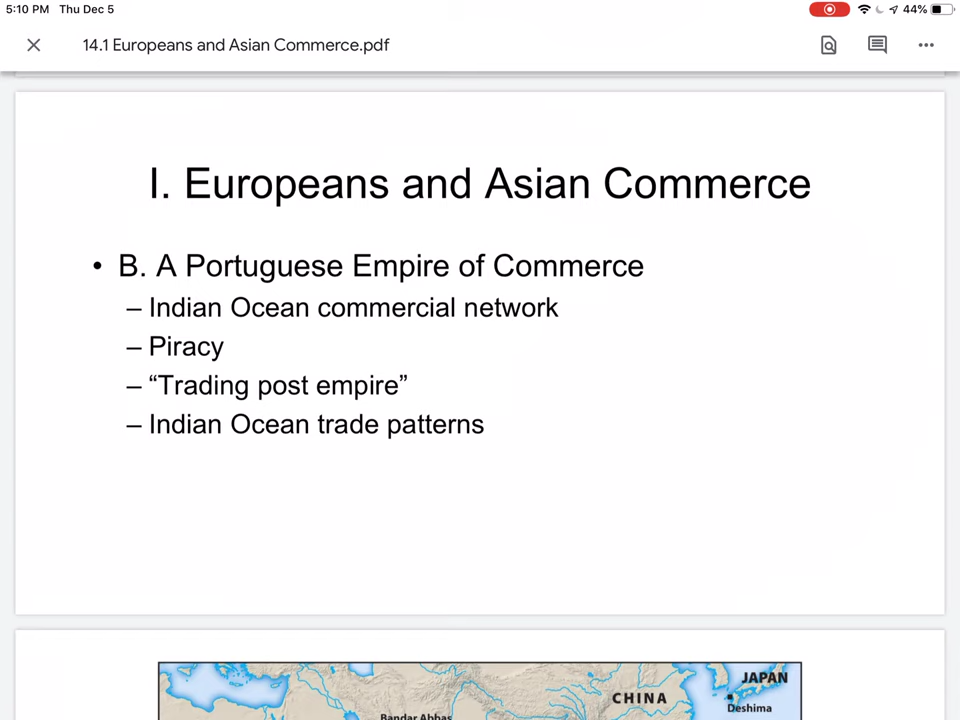 5:10 PM Thu Dec 5
44%
14.1 Europeans and Asian Commerce.pdf
I. Europeans and Asian Commerce
• B. A Portuguese Empire of Commerce
– Indian Ocean commercial network
– Piracy
– “Trading post empire”
– Indian Ocean trade patterns
JAPAN
CHINA
Deshima
Bandar Abbas